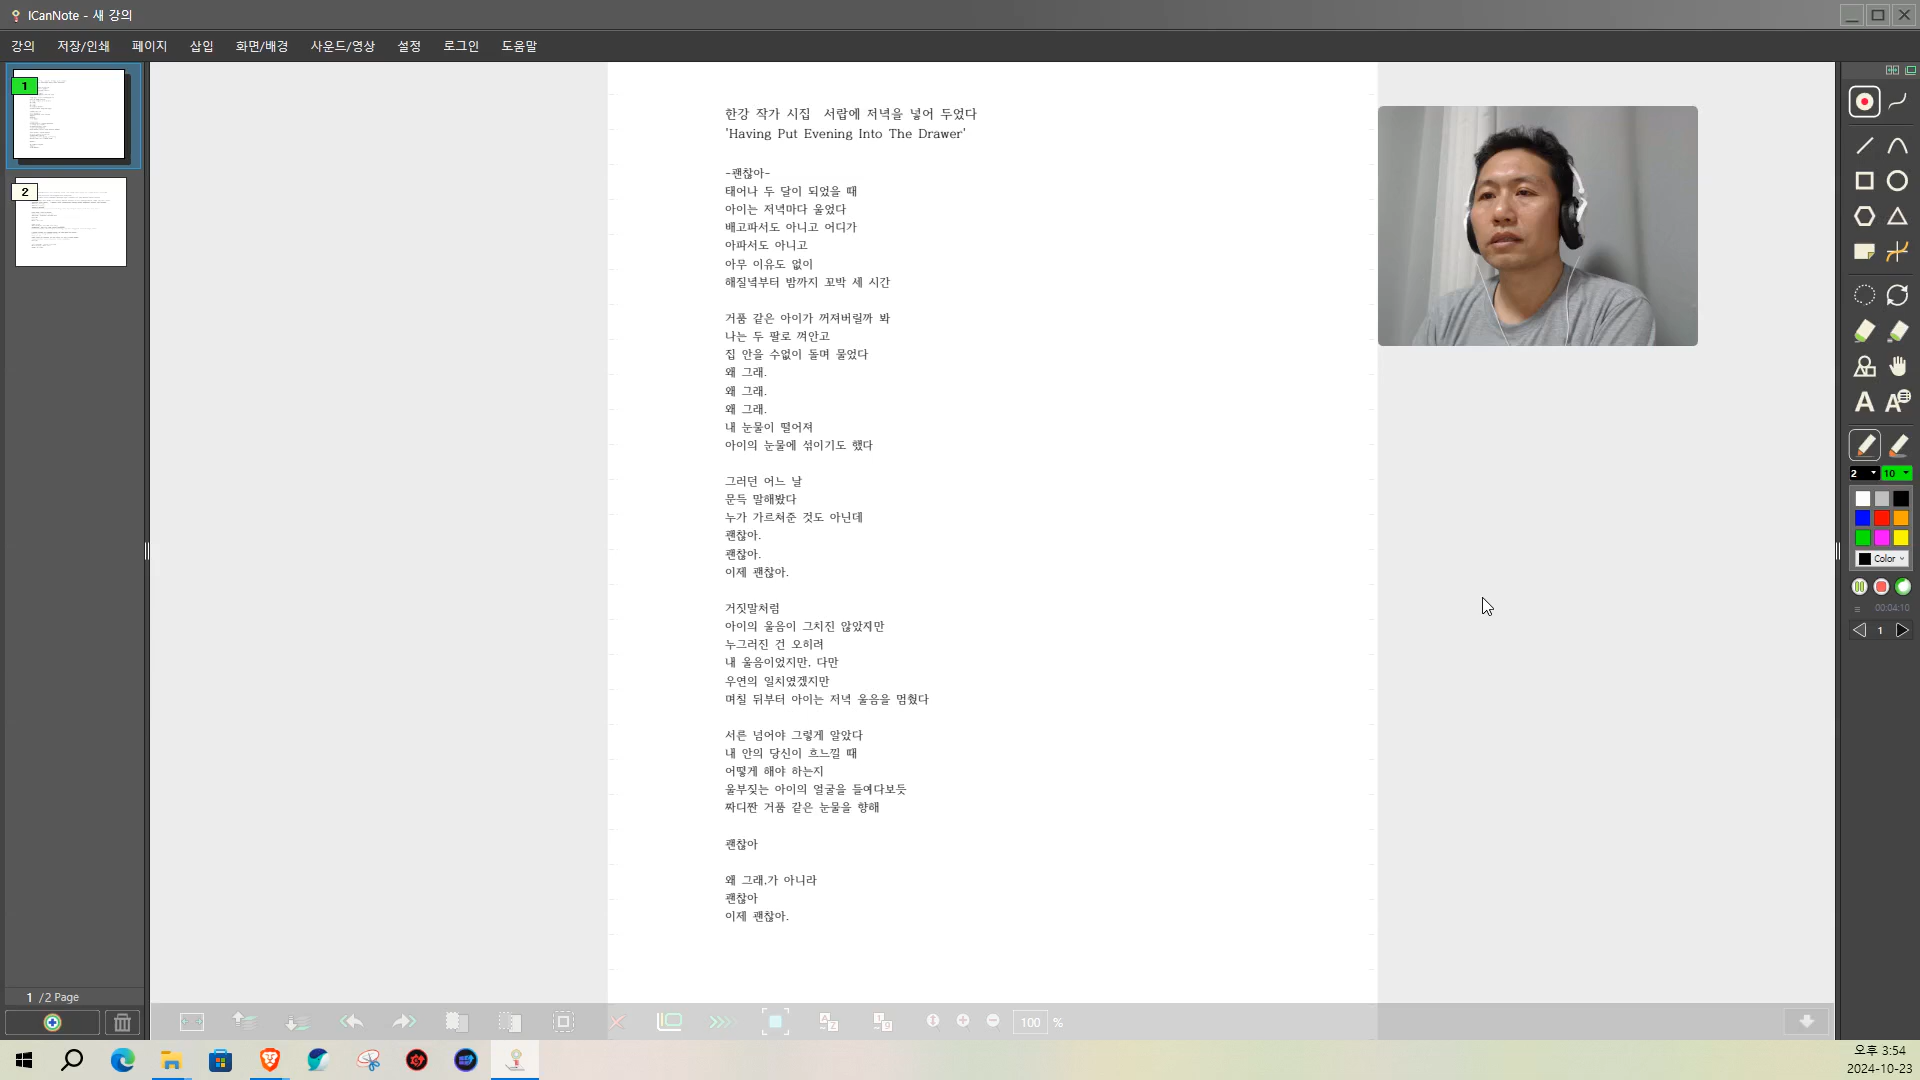 ICanNote - 새 강의
강의 저장/인쇄 페이지 삽입 화면/배경 사운드/영상 설정 로그인 도움말
1
2
한강 작가 시집 서랍에 저녁을 넣어 두었다
'Having Put Evening Into The Drawer'
-괜찮아-
태어나 두 달이 되었을 때
아이는 저녁마다 울었다
배고파서도 아니고 어디가
아파서도 아니고
아무 이유도 없이
해질녘부터 밤까지 꼬박 세 시간
거품 같은 아이가 꺼져버릴까 봐
나는 두 팔로 껴안고
집 안을 수없이 돌며 물었다
왜 그래.
왜 그래.
왜 그래.
내 눈물이 떨어져
아이의 눈물에 섞이기도 했다
그러던 어느 날
문득 말해봤다
누가 가르쳐준 것도 아닌데
괜찮아.
괜찮아.
이제 괜찮아.
거짓말처럼
아이의 울음이 그치진 않았지만
누그러진 건 오히려
내 울음이었지만, 다만
우연의 일치였겠지만
며칠 뒤부터 아이는 저녁 울음을 멈췄다
서른 넘어야 그렇게 알았다
내 안의 당신이 흐느낄 때
어떻게 해야 하는지
울부짖는 아이의 얼굴을 들여다보듯
짜디짠 거품 같은 눈물을 향해
괜찮아
왜 그래.가 아니라
괜찮아
이제 괜찮아.
2 10
Color
00:04:10
1
1 /2 Page
100 %
오후 3:54
2024-10-23